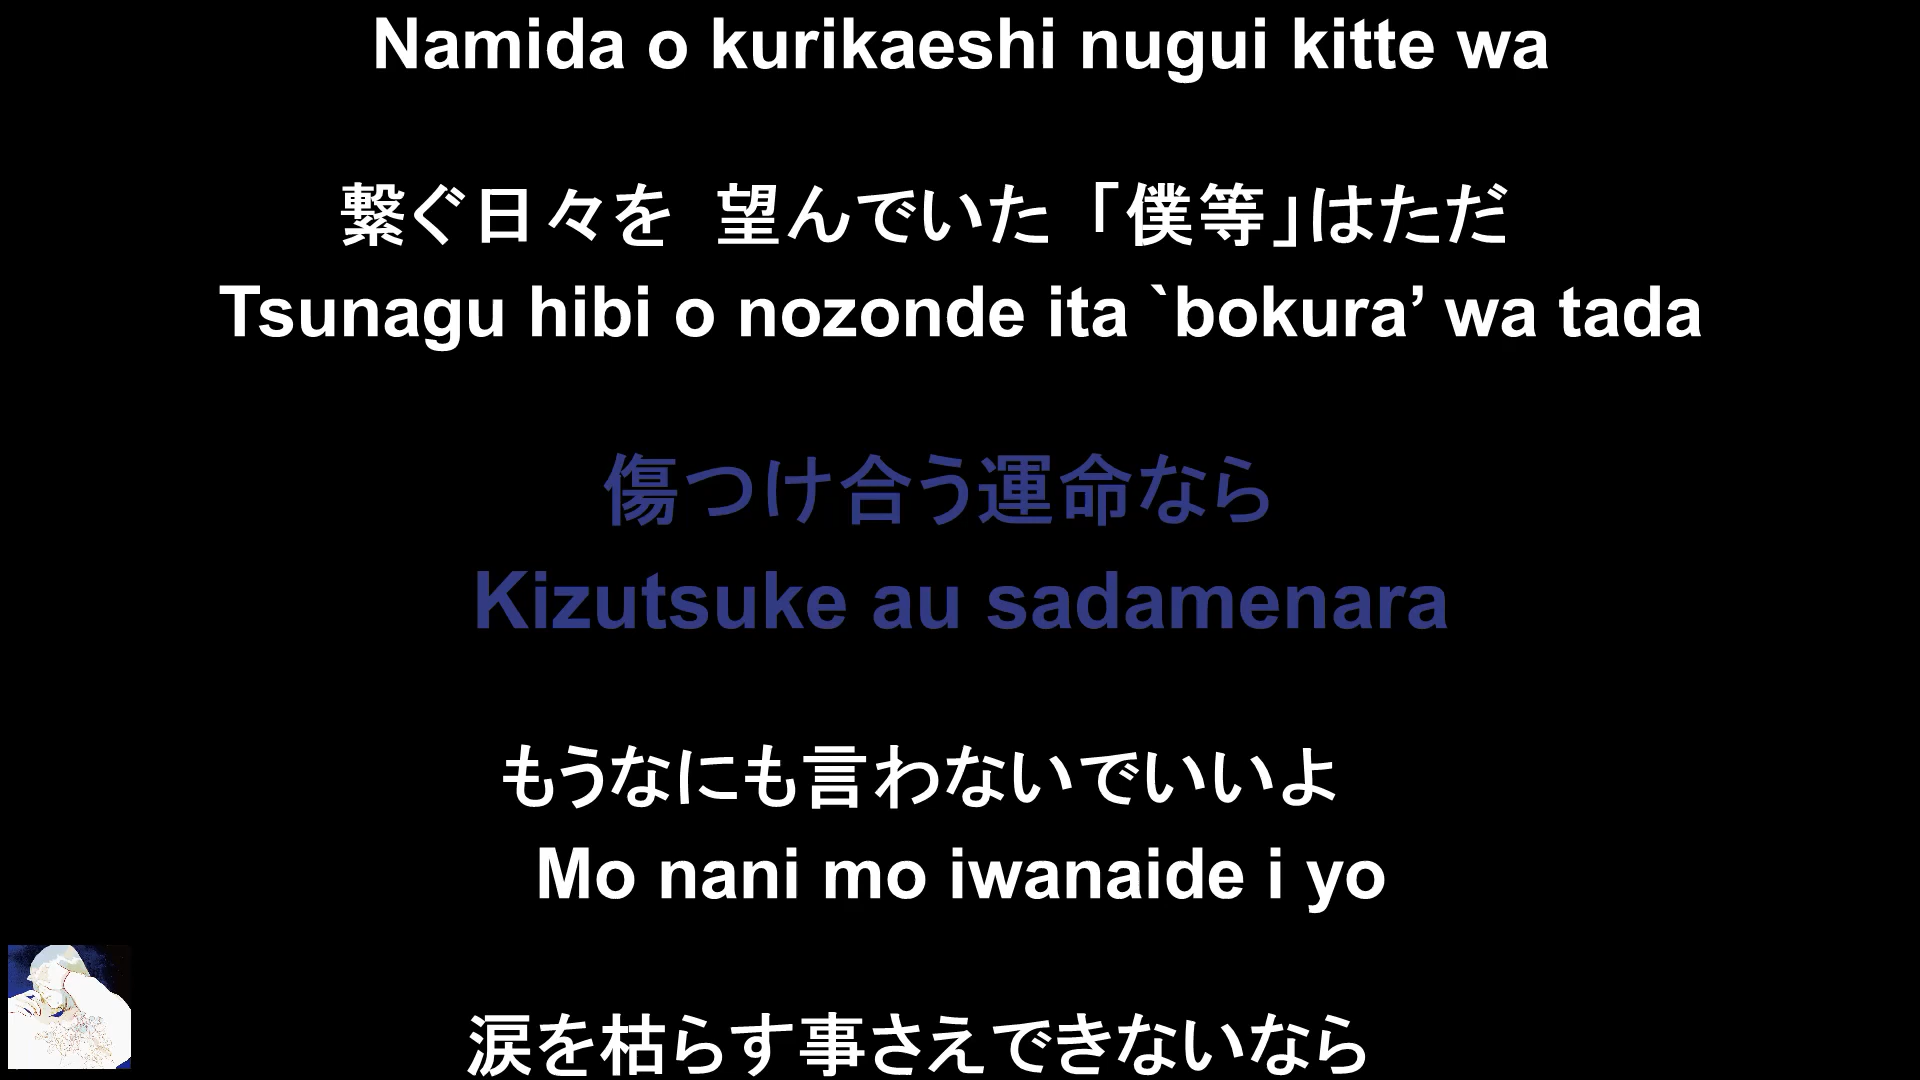 Namida o kurikaeshi nugui kitte wa
繋ぐ日々を　望んでいた 「僕等」はただ
Tsunagu hibi o nozonde ita `bokura’ wa tada
傷つけ合う運命なら
Kizutsuke au sadamenara
もうなにも言わないでいいよ
Mo nani mo iwanaide i yo
涙を枯らす事さえできないなら